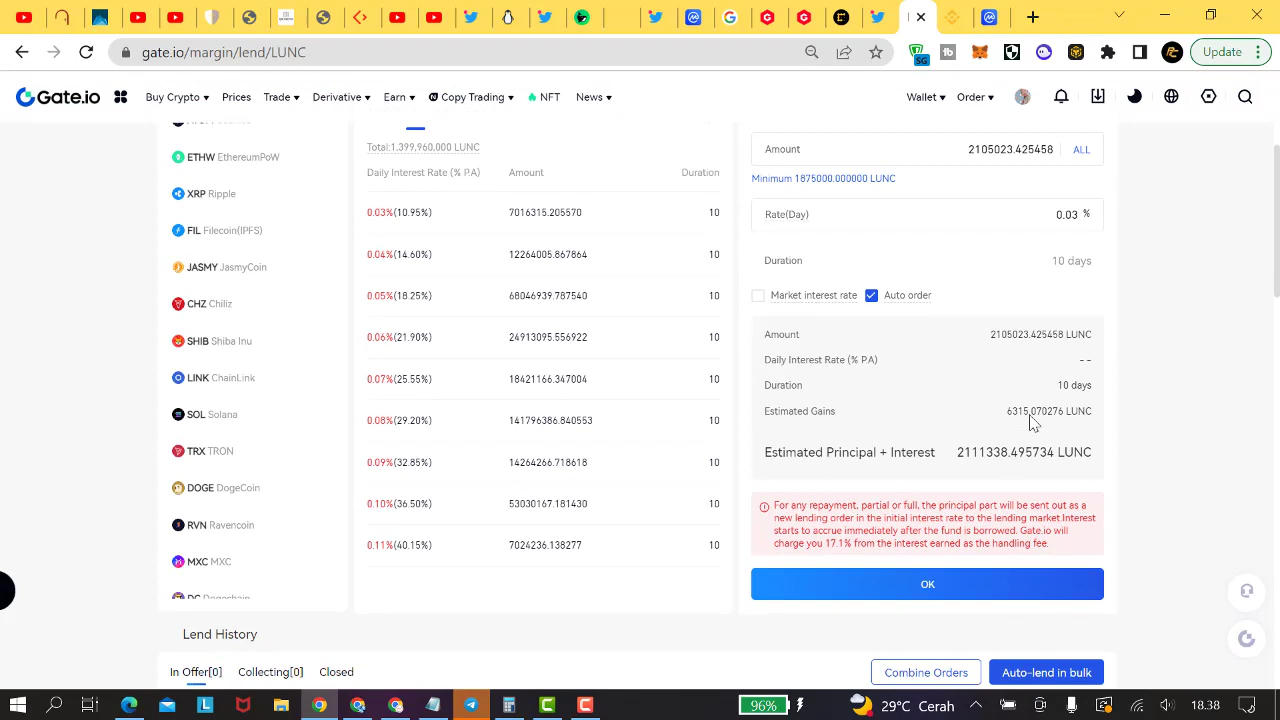 gate.io/margin/lend/LUNC
SG
Update
Gate.io
Buy Crypto
Prices
Trade
Derivative
Earn
Copy Trading
NFT
News
Wallet
Order
ETHW EthereumPoW
XRP Ripple
FIL Filecoin(IPFS)
JASMY JasmyCoin
CHZ Chiliz
SHIB Shiba Inu
LINK ChainLink
SOL Solana
TRX TRON
DOGE DogeCoin
RVN Ravencoin
MXC MXC
DC Dogechain
Total:1,399,960.000 LUNC
Daily Interest Rate (% P.A) Amount Duration
0.03%(10.95%) 7016315.205570 10
0.04%(14.60%) 12264005.867864 10
0.05%(18.25%) 68046939.787540 10
0.06%(21.90%) 24913095.556922 10
0.07%(25.55%) 18421166.347004 10
0.08%(29.20%) 141796386.840553 10
0.09%(32.85%) 14264266.718618 10
0.10%(36.50%) 53030167.181430 10
0.11%(40.15%) 7024236.138277 10
Amount 2105023.425458 ALL
Minimum 1875000.000000 LUNC
Rate(Day) 0.03 %
Duration 10 days
Market interest rate Auto order
Amount 2105023.425458 LUNC
Daily Interest Rate (% P.A) - -
Duration 10 days
Estimated Gains 6315.070276 LUNC
Estimated Principal + Interest 2111338.495734 LUNC
For any repayment, partial or full, the principal part will be sent out as a
new lending order in the initial interest rate to the lending market.Interest
starts to accrue immediately after the fund is borrowed. Gate.io will
charge you 17.1% from the interest earned as the handling fee.
OK
Lend History
In Offer[0] Collecting[0] Closed
Combine Orders
Auto-lend in bulk
96%
29°C Cerah
18.38